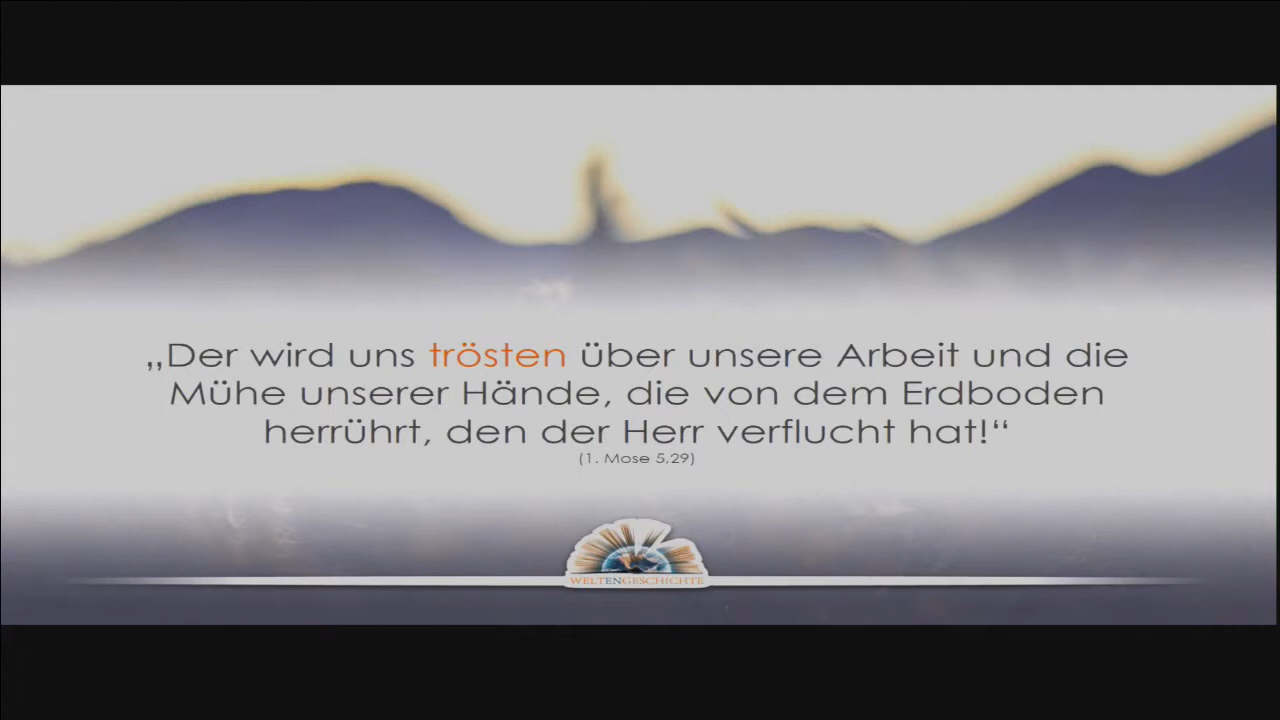 „Der wird uns trösten über unsere Arbeit und die
Mühe unserer Hände, die von dem Erdboden
herrührt, den der Herr verflucht hat!“
(1. Mose 5,29)
WELTENGESCHICHTE